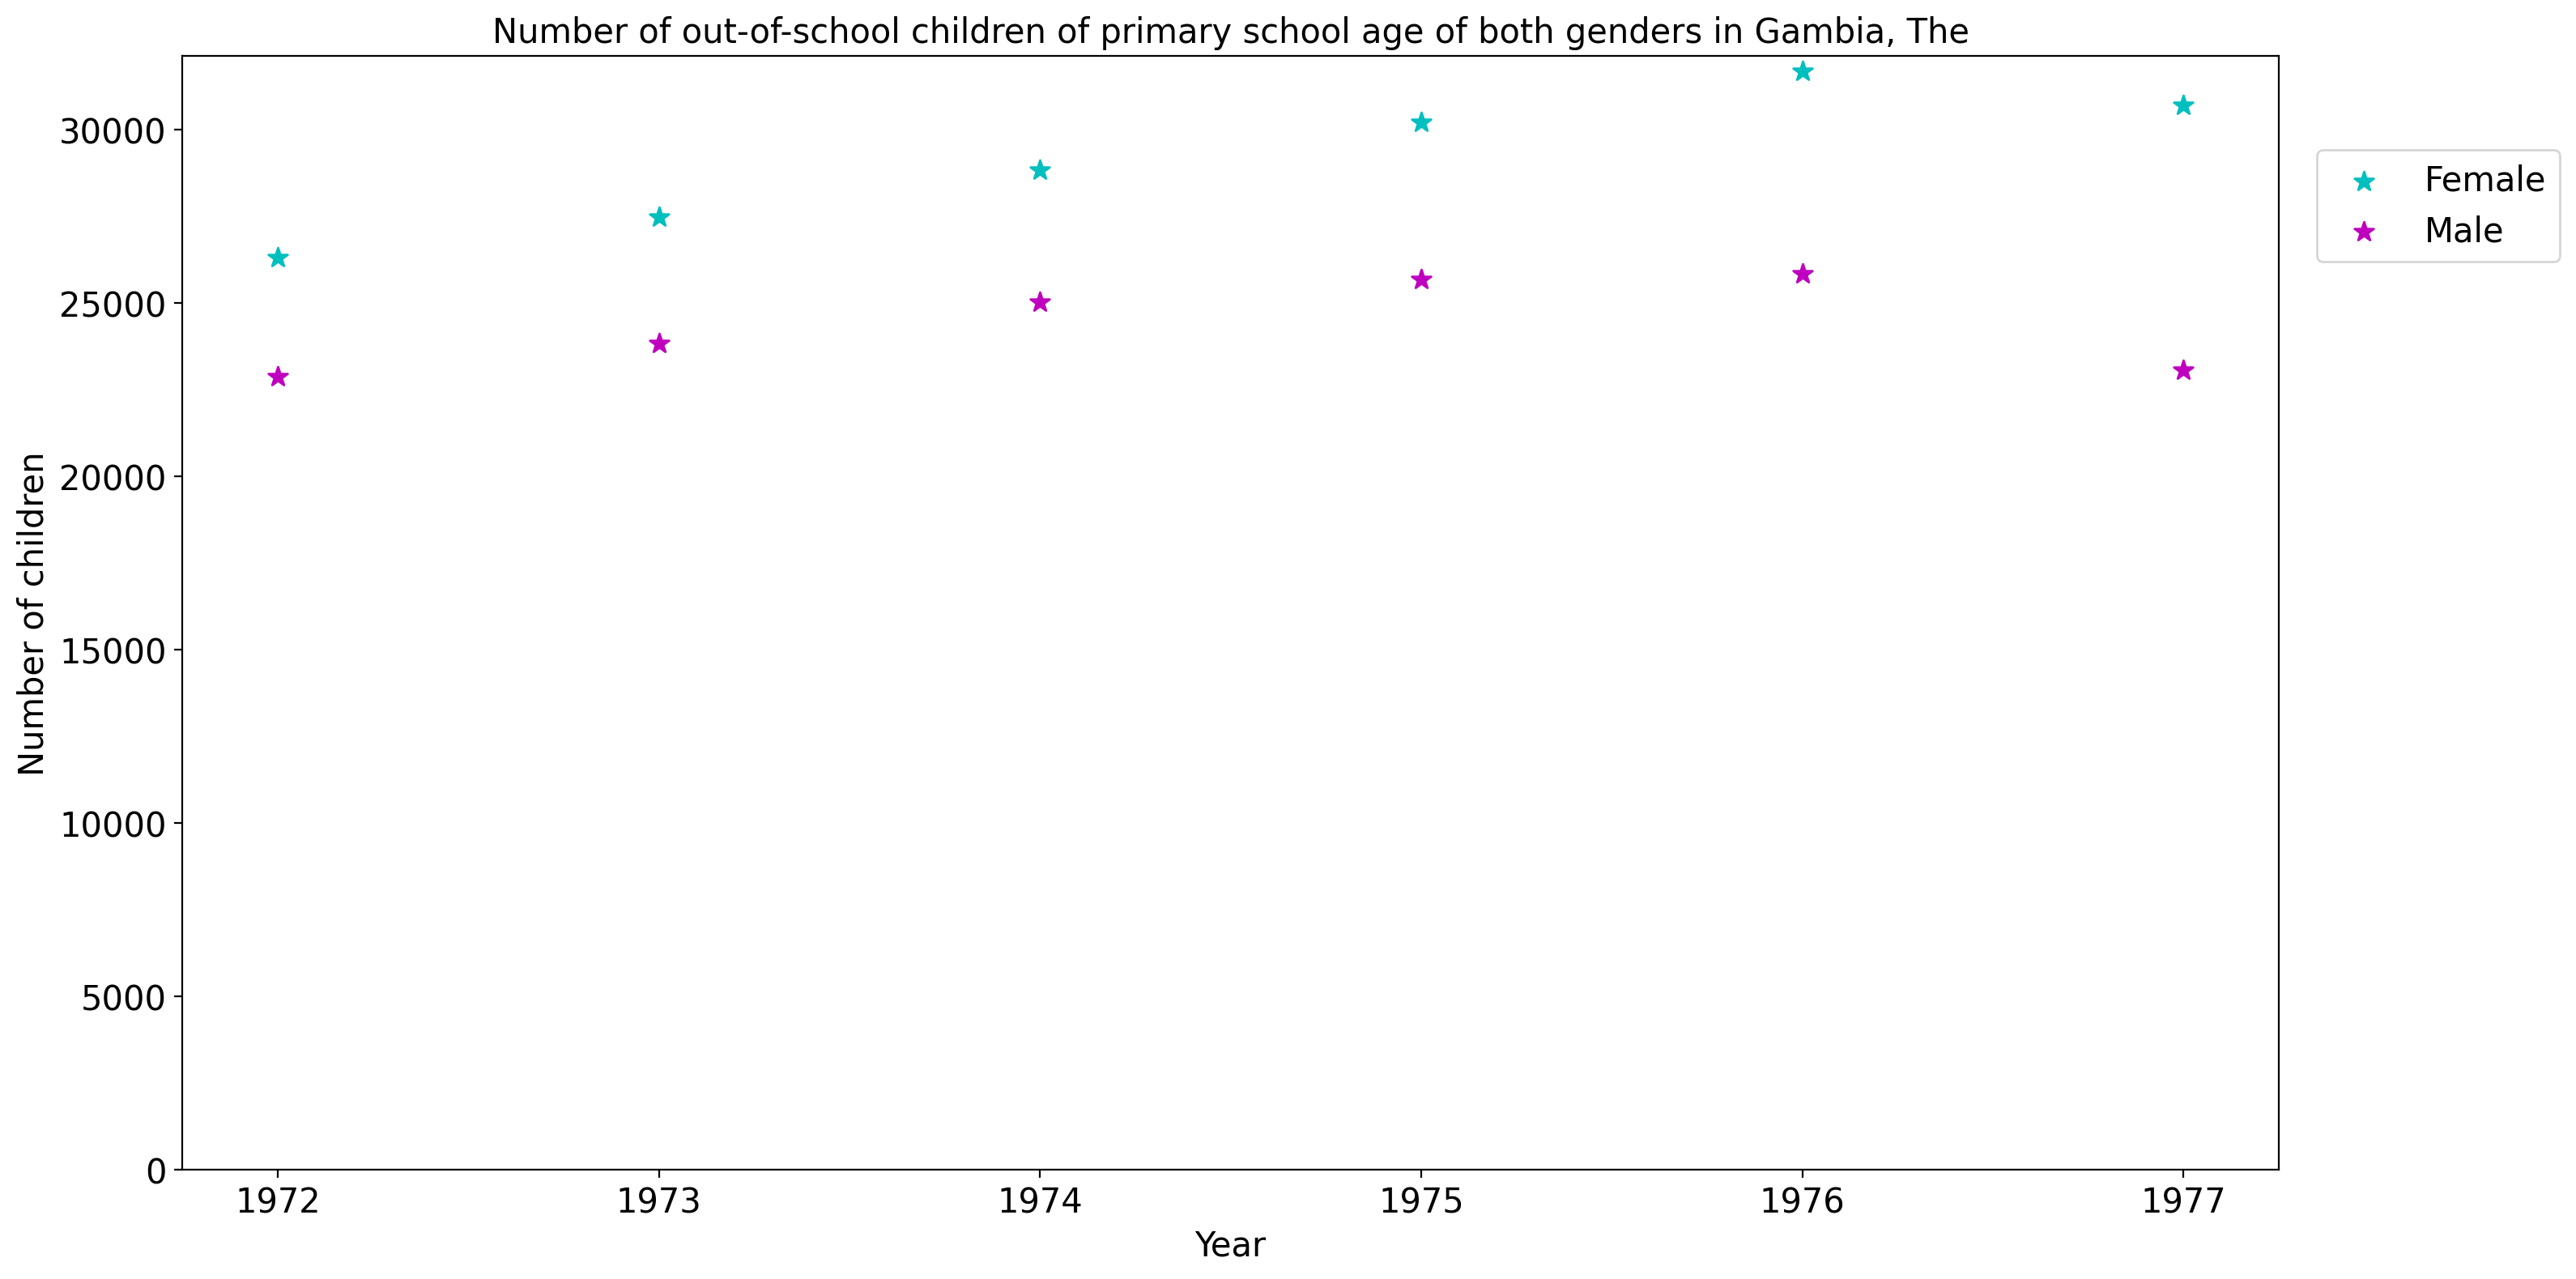 Number of out-of-school children of primary school age of both genders in Gambia, The
Number of children
30000
25000
20000
15000
10000
5000
0
1972 1973 1974 1975 1976 1977
Year
Female
Male